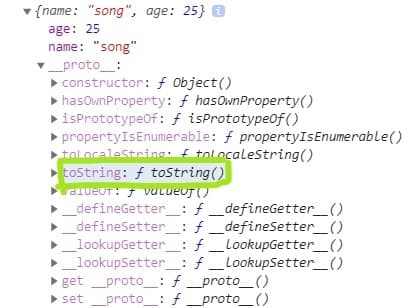 {name: "song", age: 25} i
age: 25
name: "song"
__proto__:
constructor: ƒ Object()
hasOwnProperty: ƒ hasOwnProperty()
isPrototypeOf: ƒ isPrototypeOf()
propertyIsEnumerable: ƒ propertyIsEnumerable()
toLocaleString: ƒ toLocaleString()
toString: ƒ toString()
valueOf: ƒ valueOf()
__defineGetter__: ƒ __defineGetter__()
__defineSetter__: ƒ __defineSetter__()
__lookupGetter__: ƒ __lookupGetter__()
__lookupSetter__: ƒ __lookupSetter__()
get __proto__: ƒ __proto__()
set __proto__: ƒ __proto__()